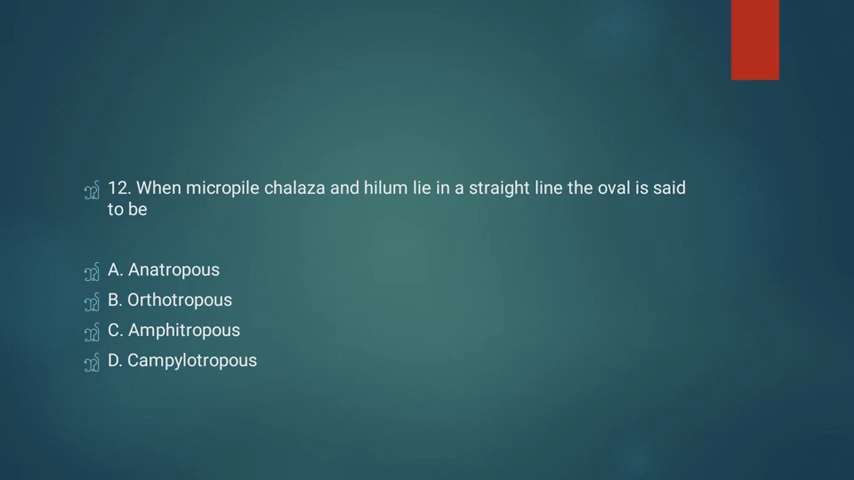 12. When micropile chalaza and hilum lie in a straight line the oval is said
to be
A. Anatropous
B. Orthotropous
C. Amphitropous
D. Campylotropous